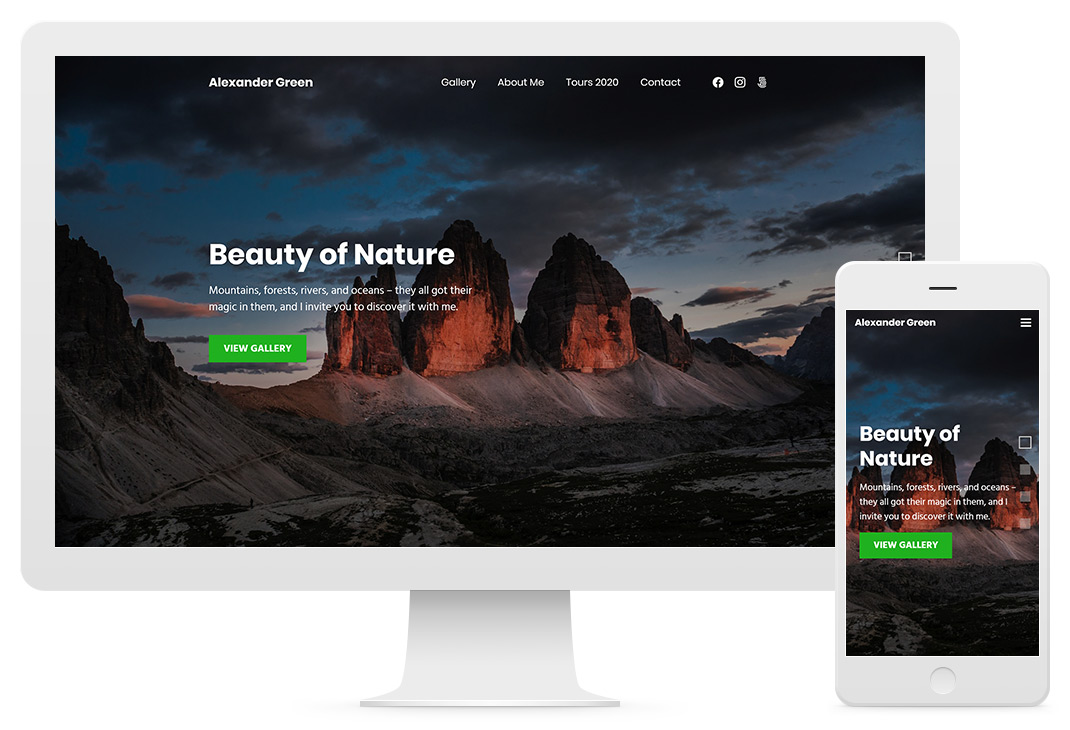 Alexander Green
Gallery About Me Tours 2020 Contact
Beauty of Nature
Mountains, forests, rivers, and oceans – they all got their
magic in them, and I invite you to discover it with me.
VIEW GALLERY
Alexander Green
Beauty of
Nature
Mountains, forests, rivers, and oceans –
they all got their magic in them, and I
invite you to discover it with me.
VIEW GALLERY